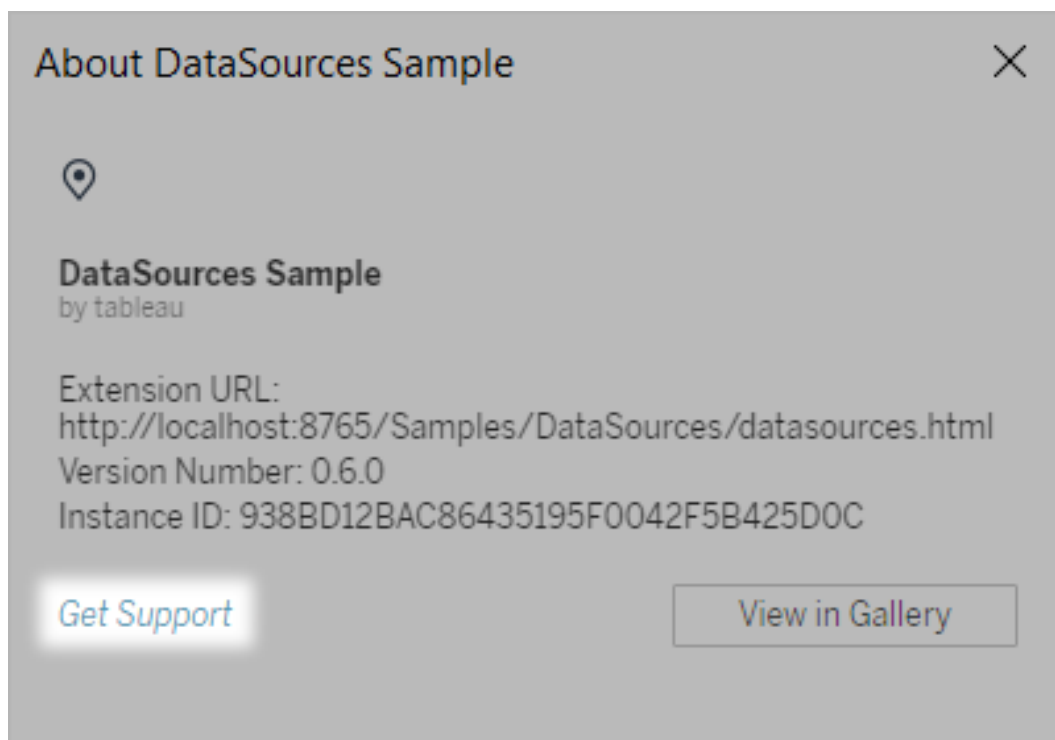 About DataSources Sample
DataSources Sample
by tableau
Extension URL:
http://localhost:8765/Samples/DataSources/datasources.html
Version Number: 0.6.0
Instance ID: 938BD12BAC86435195F0042F5B425D0C
Get Support
View in Gallery